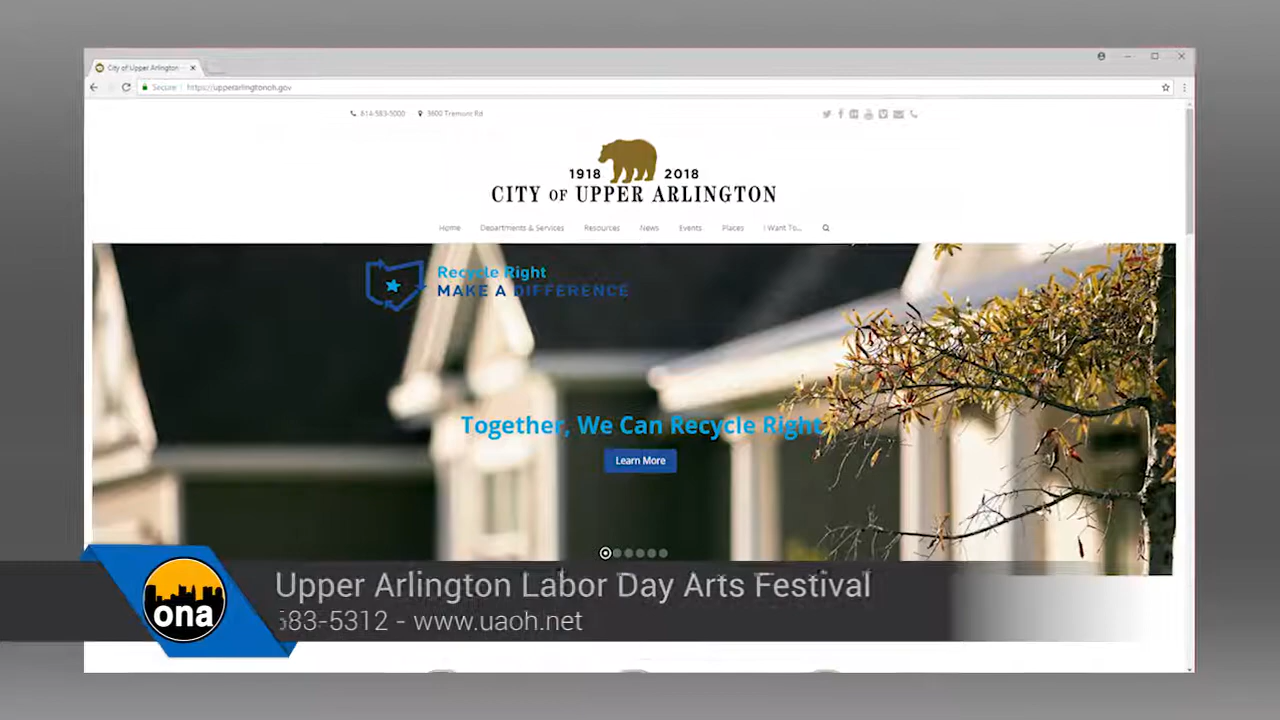 City of Upper Arlington
Secure | https://upperarlingtonoh.gov
614-583-5000 3600 Tremont Rd
1918 2018
CITY OF UPPER ARLINGTON
Home Departments & Services Resources News Events Places I Want To...
Recycle Right
MAKE A DIFFERENCE
Together, We Can Recycle Right
Learn More
ona
Upper Arlington Labor Day Arts Festival
583-5312 - www.uaoh.net